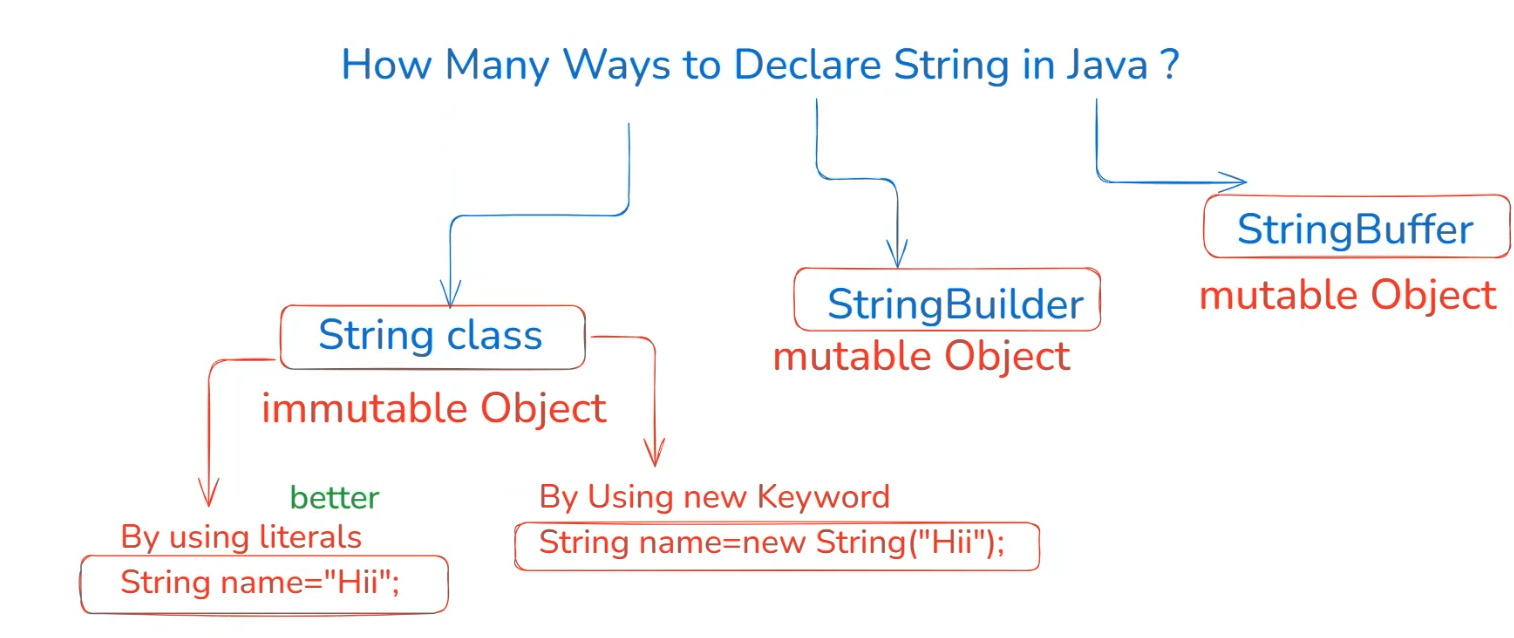 How Many Ways to Declare String in Java ?
String class
immutable Object
better
By using literals
String name="Hii";
By Using new Keyword
String name=new String("Hii");
StringBuilder
mutable Object
StringBuffer
mutable Object